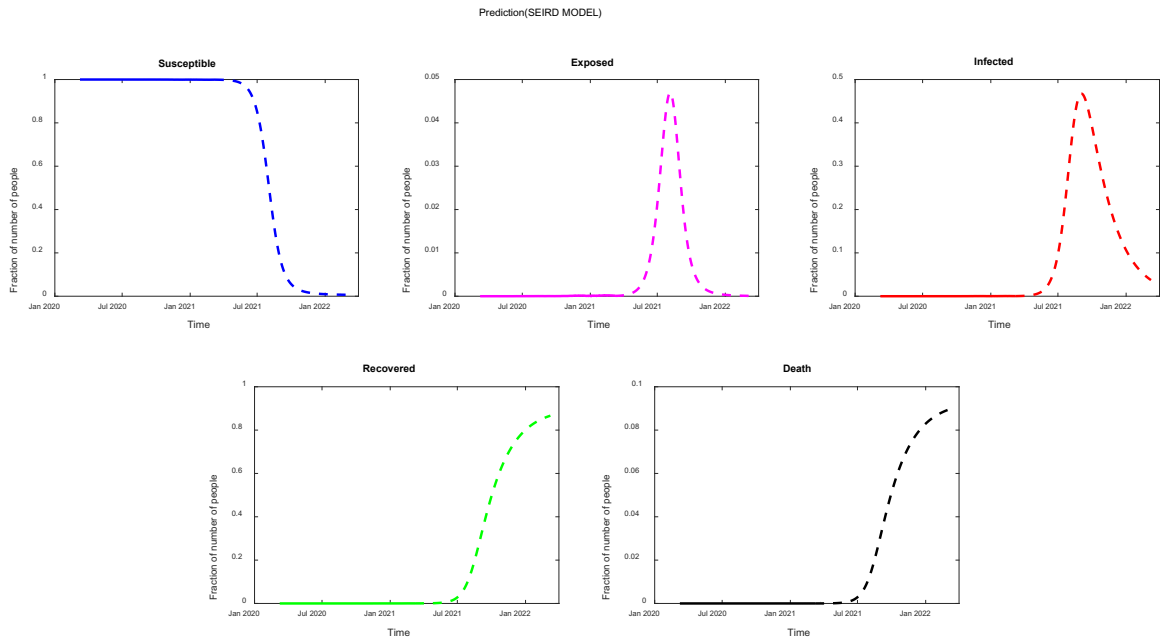 Prediction(SEIRD MODEL)
Susceptible
1
0.8
0.6
0.4
0.2
0
Fraction of number of people
Jan 2020 Jul 2020 Jan 2021 Jul 2021 Jan 2022
Time
Exposed
0.05
0.04
0.03
0.02
0.01
0
Fraction of number of people
Jan 2020 Jul 2020 Jan 2021 Jul 2021 Jan 2022
Time
Infected
0.5
0.4
0.3
0.2
0.1
0
Fraction of number of people
Jan 2020 Jul 2020 Jan 2021 Jul 2021 Jan 2022
Time
Recovered
1
0.8
0.6
0.4
0.2
0
Fraction of number of people
Jan 2020 Jul 2020 Jan 2021 Jul 2021 Jan 2022
Time
Death
0.1
0.08
0.06
0.04
0.02
0
Fraction of number of people
Jan 2020 Jul 2020 Jan 2021 Jul 2021 Jan 2022
Time